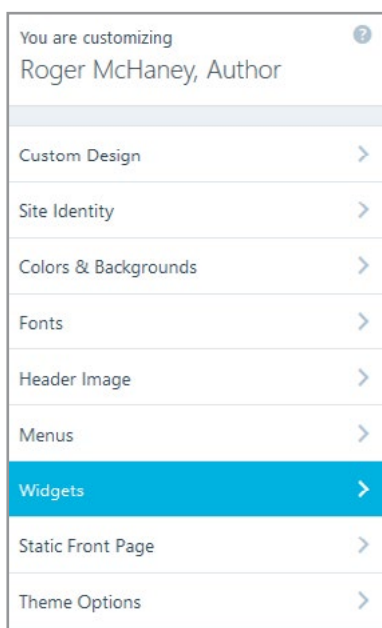 You are customizing
Roger McHaney, Author
Custom Design
Site Identity
Colors & Backgrounds
Fonts
Header Image
Menus
Widgets
Static Front Page
Theme Options